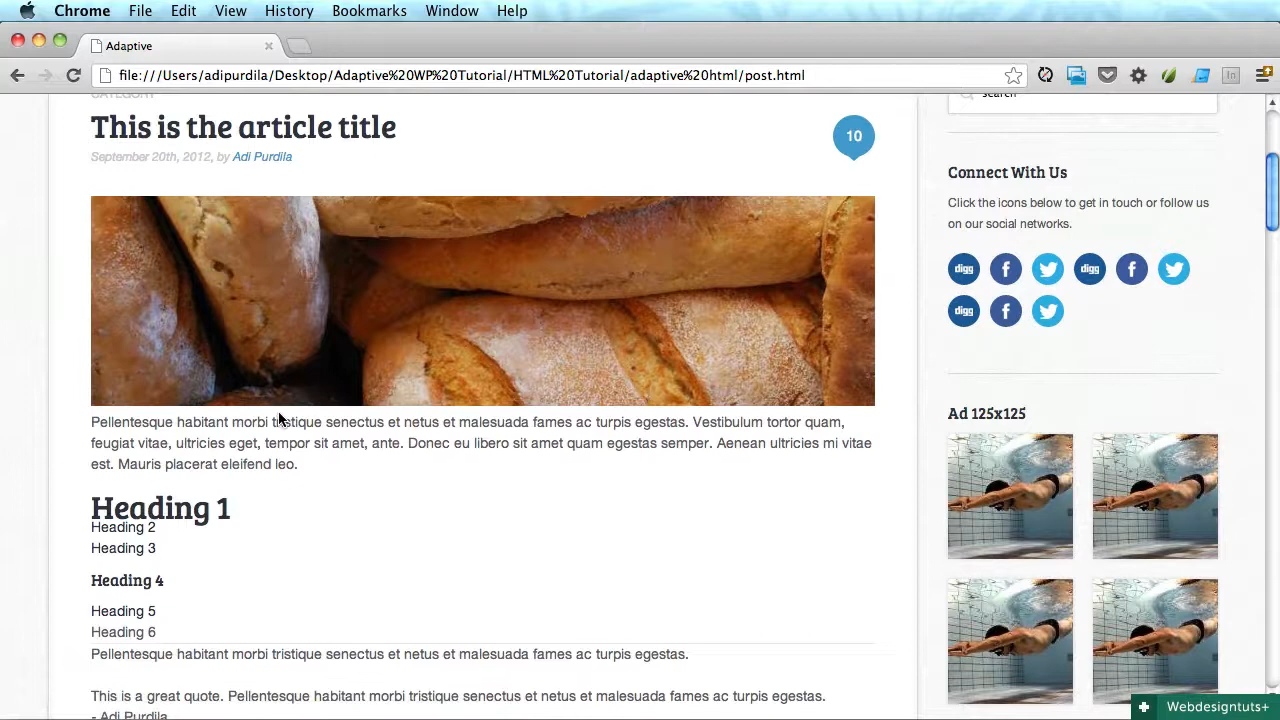 Chrome File Edit View History Bookmarks Window Help
Adaptive
file:///Users/adipurdila/Desktop/Adaptive%20WP%20Tutorial/HTML%20Tutorial/adaptive%20html/post.html
CATEGORY
search
This is the article title
10
September 20th, 2012, by Adi Purdila
Pellentesque habitant morbi tristique senectus et netus et malesuada fames ac turpis egestas. Vestibulum tortor quam,
feugiat vitae, ultricies eget, tempor sit amet, ante. Donec eu libero sit amet quam egestas semper. Aenean ultricies mi vitae
est. Mauris placerat eleifend leo.
Heading 1
Heading 2
Heading 3
Heading 4
Heading 5
Heading 6
Pellentesque habitant morbi tristique senectus et netus et malesuada fames ac turpis egestas.
This is a great quote. Pellentesque habitant morbi tristique senectus et netus et malesuada fames ac turpis egestas.
- Adi Purdila
Connect With Us
Click the icons below to get in touch or follow us
on our social networks.
digg f digg f
digg f
Ad 125x125
Webdesigntuts+